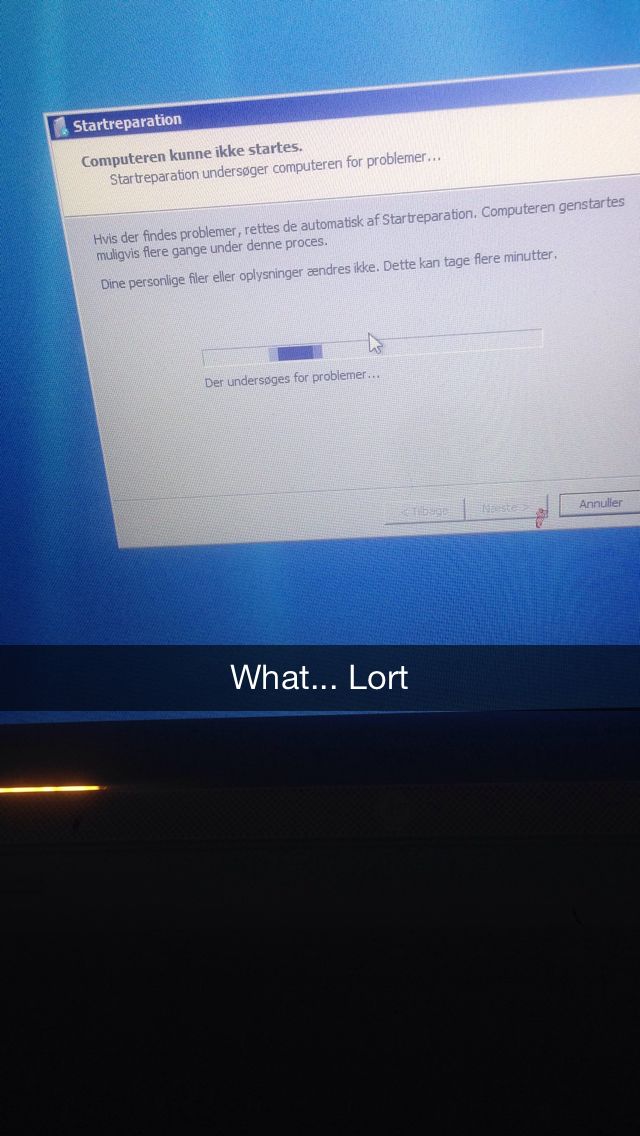 Startreparation
Computeren kunne ikke startes.
Startreparation undersøger computeren for problemer...
Hvis der findes problemer, rettes de automatisk af Startreparation. Computeren genstartes
muligvis flere gange under denne proces.
Dine personlige filer eller oplysninger ændres ikke. Dette kan tage flere minutter.
Der undersøges for problemer...
< Tilbage
Næste >
Annuller
What... Lort